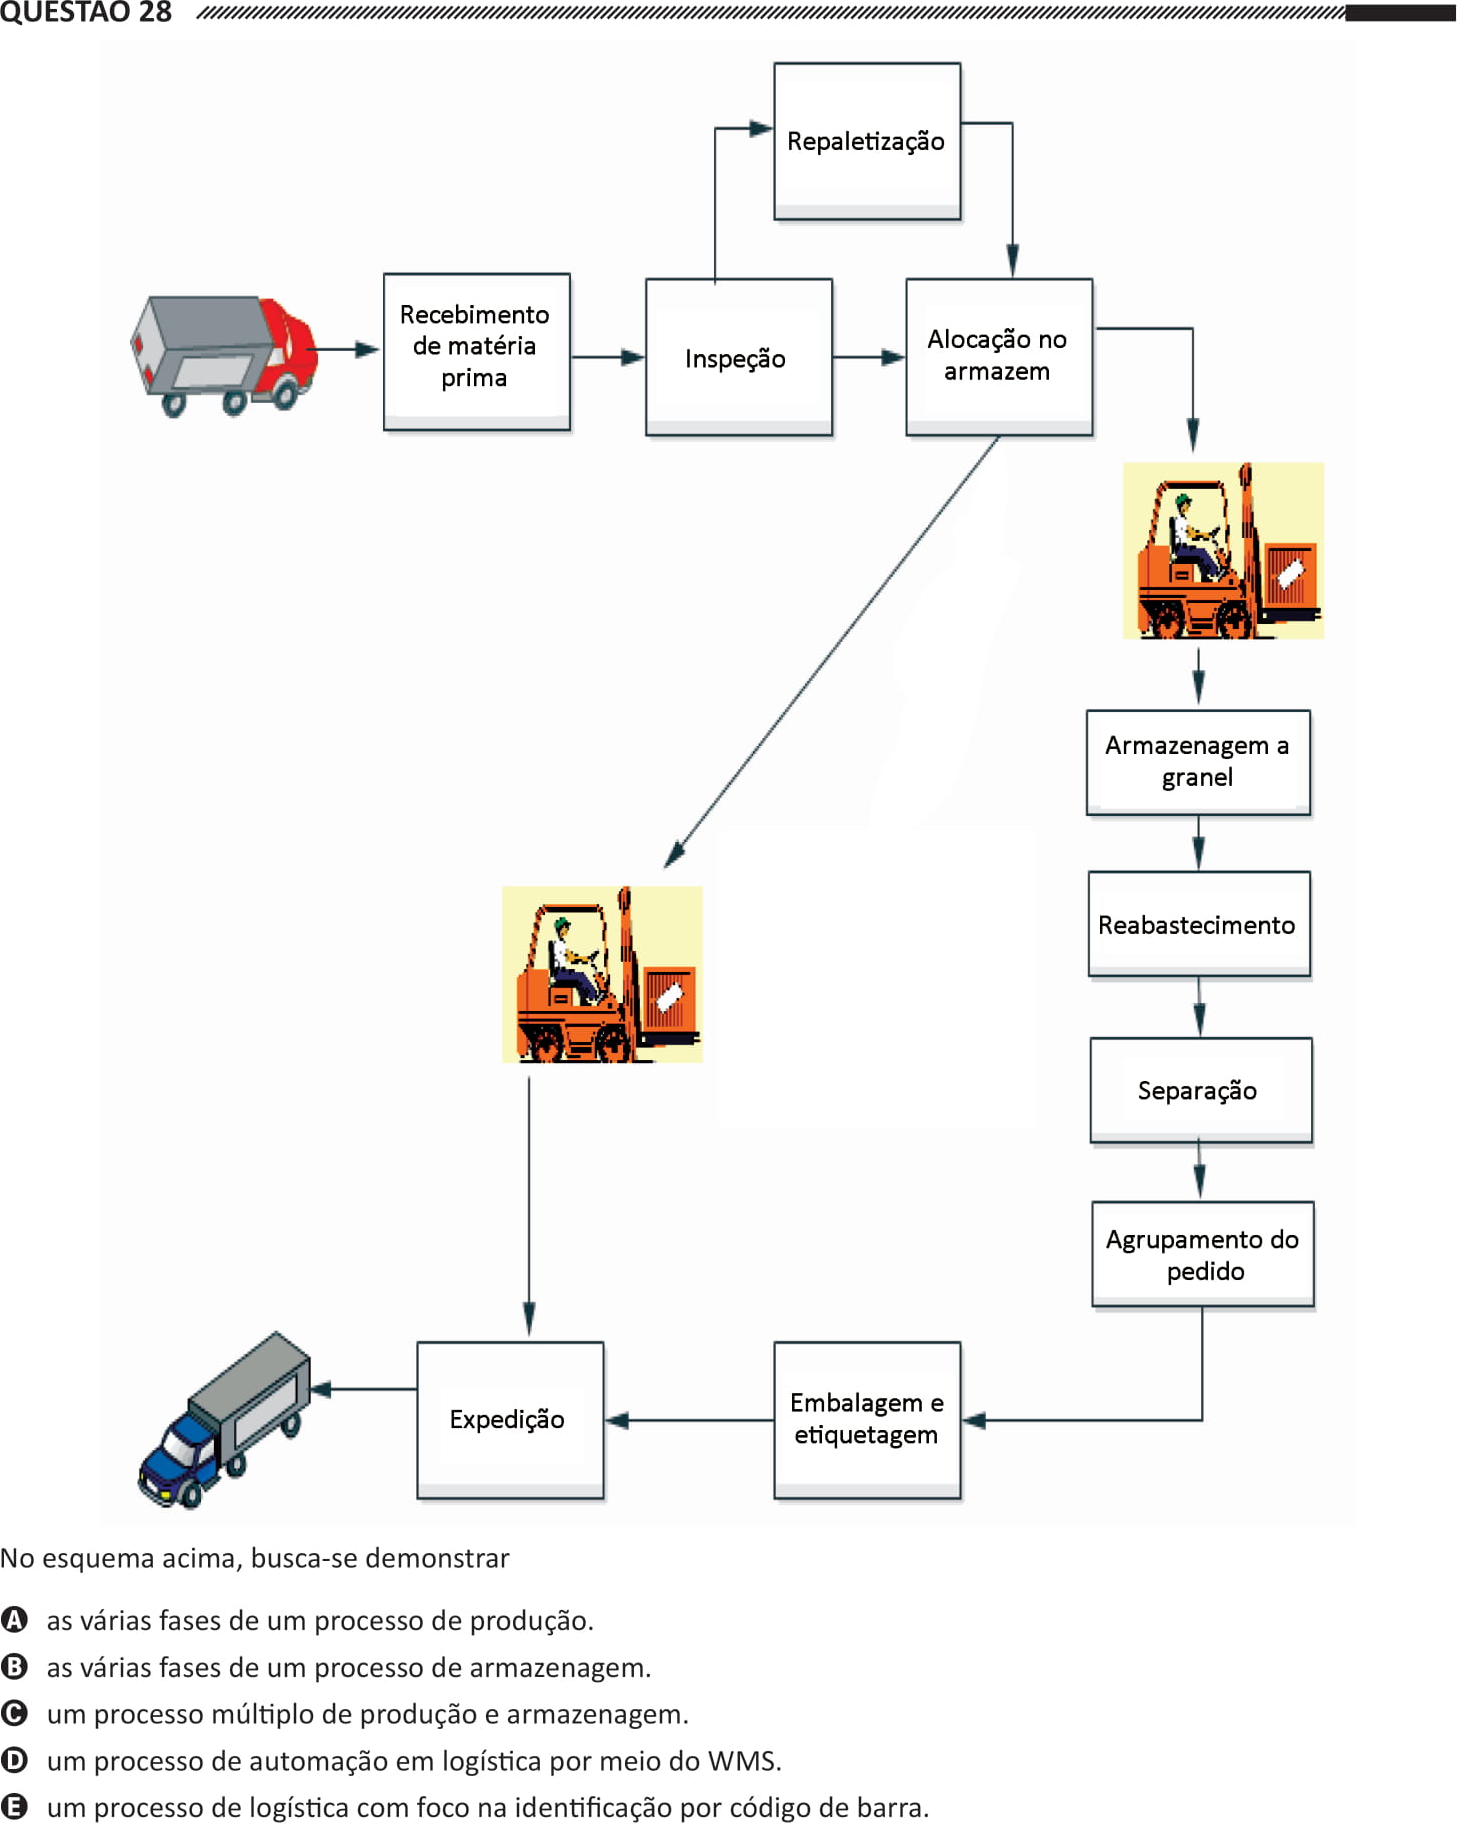 QUESTÃO 28
Repaletização
Recebimento
de matéria
prima
Inspeção
Alocação no
armazem
Armazenagem a
granel
Reabastecimento
Separação
Agrupamento do
pedido
Expedição
Embalagem e
etiquetagem
No esquema acima, busca-se demonstrar
A as várias fases de um processo de produção.
B as várias fases de um processo de armazenagem.
C um processo múltiplo de produção e armazenagem.
D um processo de automação em logística por meio do WMS.
E um processo de logística com foco na identificação por código de barra.